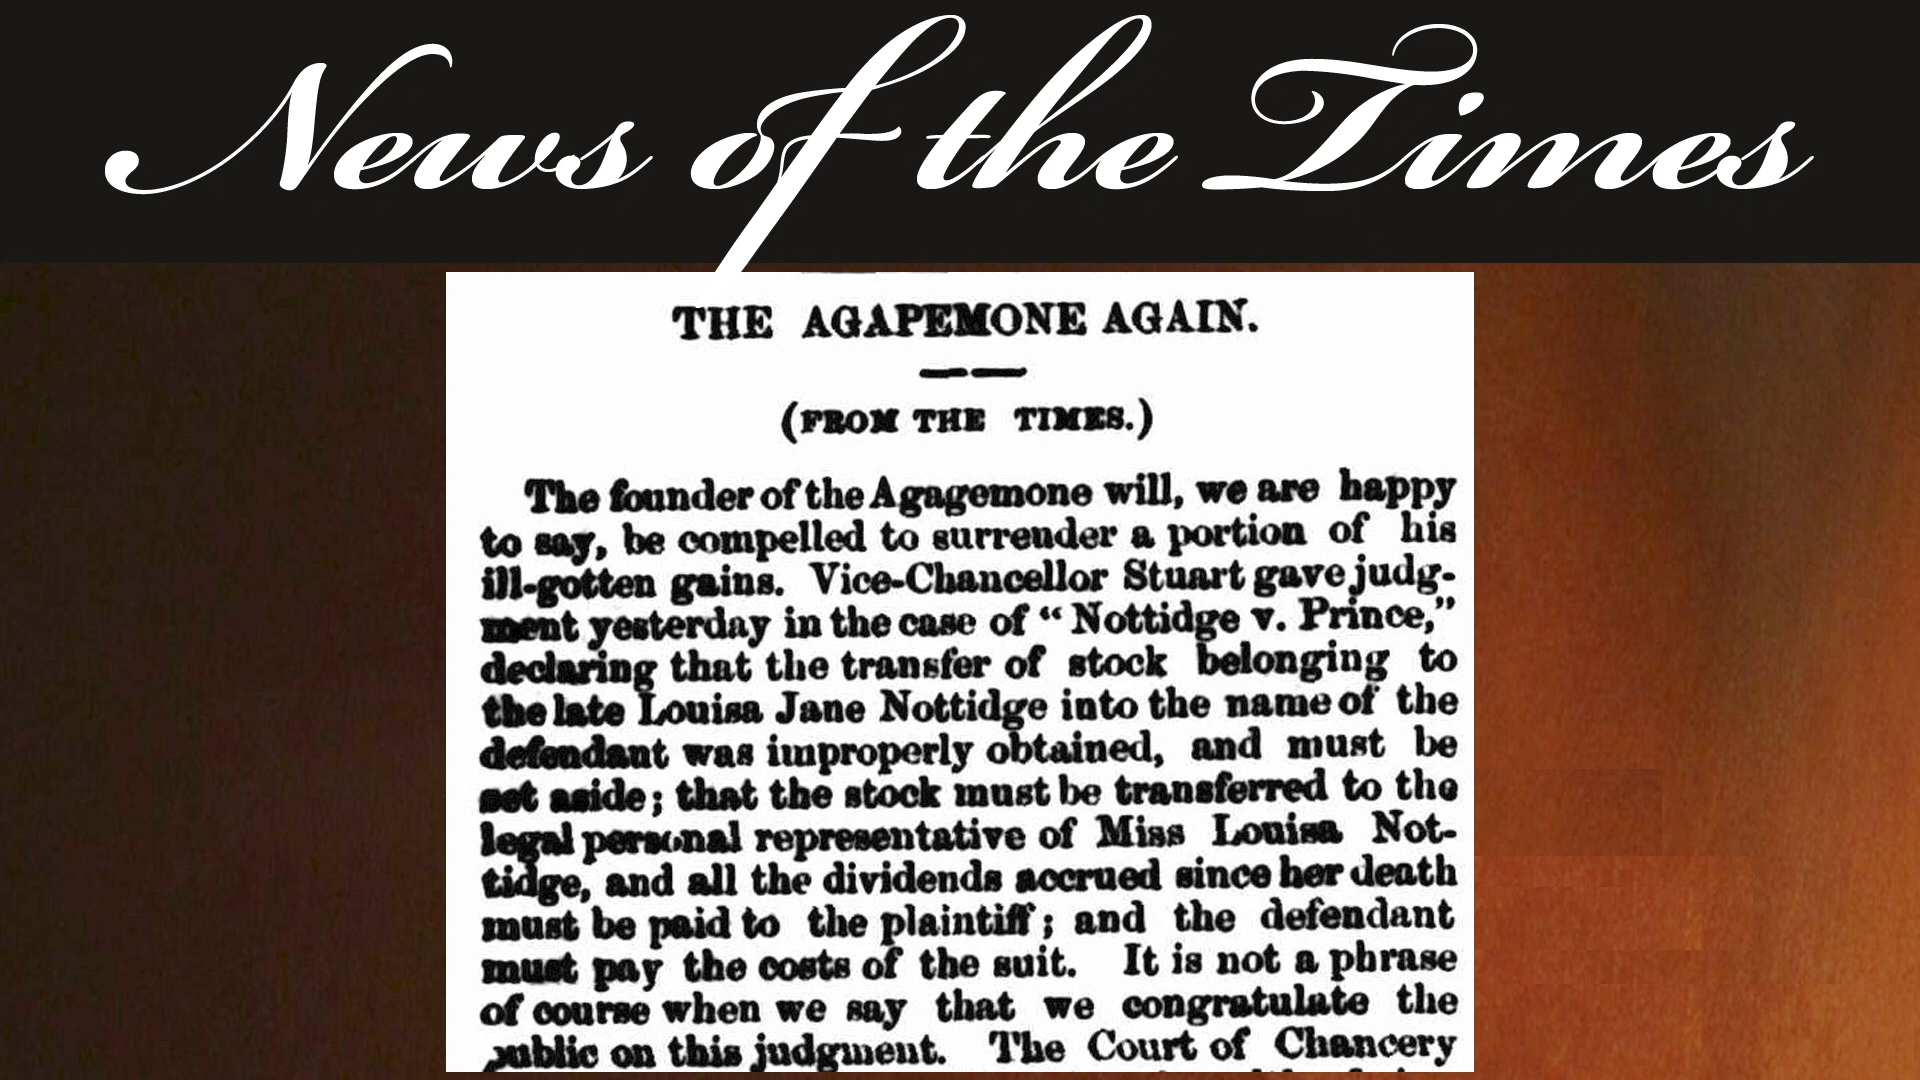 News of the Times
THE AGAPEMONE AGAIN.
(FROM THE TIMES.)
The founder of the Agagemone will, we are happy
to say, be compelled to surrender a portion of his
ill-gotten gains. Vice-Chancellor Stuart gave judg-
ment yesterday in the case of “ Nottidge v. Prince,”
declaring that the transfer of stock belonging to
the late Louisa Jane Nottidge into the name of the
defendant was improperly obtained, and must be
set aside; that the stock must be transferred to the
legal personal representative of Miss Louisa Not-
tidge, and all the dividends accrued since her death
must be paid to the plaintiff; and the defendant
must pay the costs of the suit. It is not a phrase
of course when we say that we congratulate the
public on this judgment. The Court of Chancery